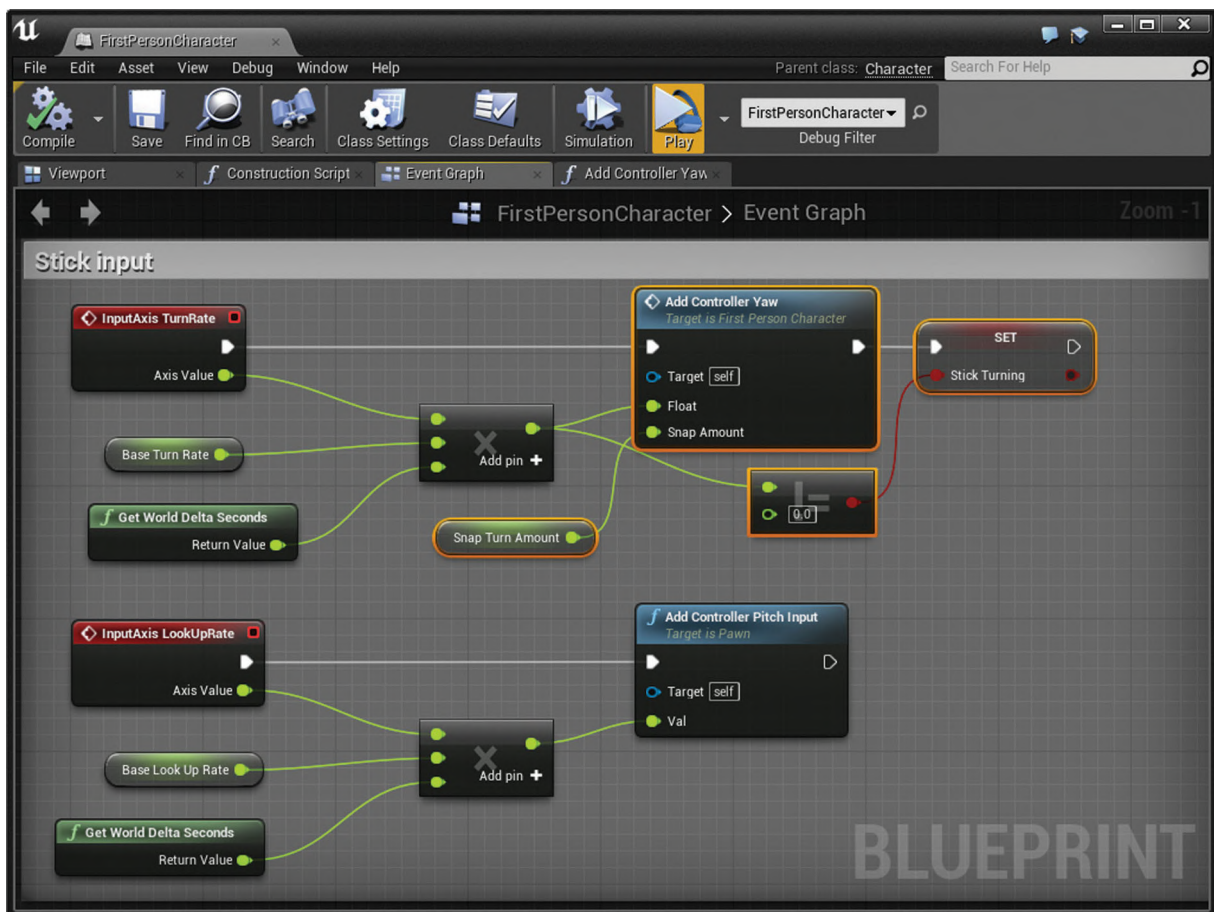 FirstPersonCharacter
File Edit Asset View Debug Window Help
Parent class: Character
Search For Help
Compile
Save
Find in CB
Search
Class Settings
Class Defaults
Simulation
Play
FirstPersonCharacter
Debug Filter
Viewport
Construction Script
Event Graph
Add Controller Yaw
FirstPersonCharacter > Event Graph
Zoom -1
Stick input
InputAxis TurnRate
Axis Value
Base Turn Rate
Get World Delta Seconds
Return Value
Add pin +
Snap Turn Amount
Add Controller Yaw
Target is First Person Character
Target self
Float
Snap Amount
!=
0.0
SET
Stick Turning
InputAxis LookUpRate
Axis Value
Base Look Up Rate
Get World Delta Seconds
Return Value
Add pin +
Add Controller Pitch Input
Target is Pawn
Target self
Val
BLUEPRINT